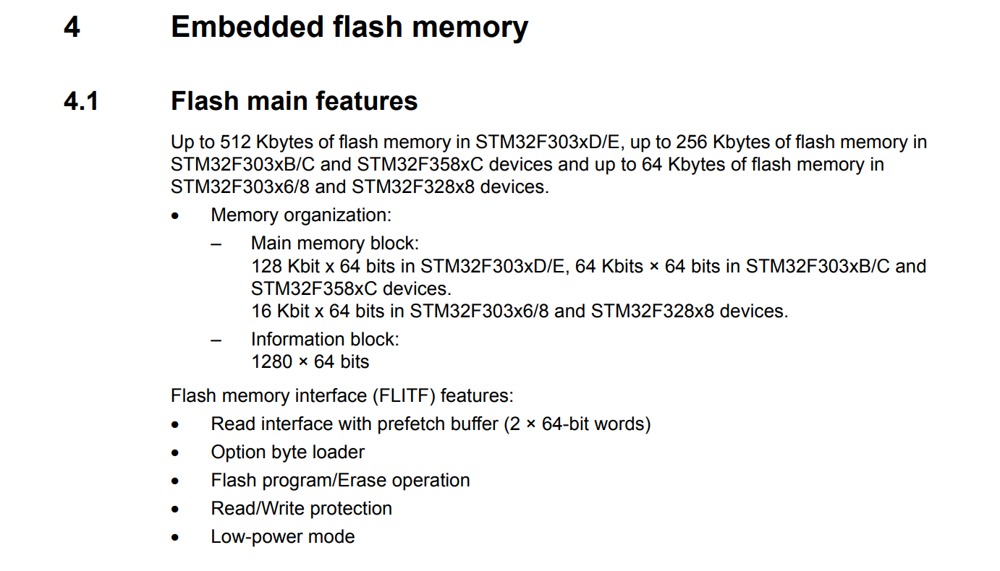 4 Embedded flash memory
4.1 Flash main features
Up to 512 Kbytes of flash memory in STM32F303xD/E, up to 256 Kbytes of flash memory in
STM32F303xB/C and STM32F358xC devices and up to 64 Kbytes of flash memory in
STM32F303x6/8 and STM32F328x8 devices.
• Memory organization:
– Main memory block:
128 Kbit x 64 bits in STM32F303xD/E, 64 Kbits × 64 bits in STM32F303xB/C and
STM32F358xC devices.
16 Kbit x 64 bits in STM32F303x6/8 and STM32F328x8 devices.
– Information block:
1280 × 64 bits
Flash memory interface (FLITF) features:
• Read interface with prefetch buffer (2 × 64-bit words)
• Option byte loader
• Flash program/Erase operation
• Read/Write protection
• Low-power mode